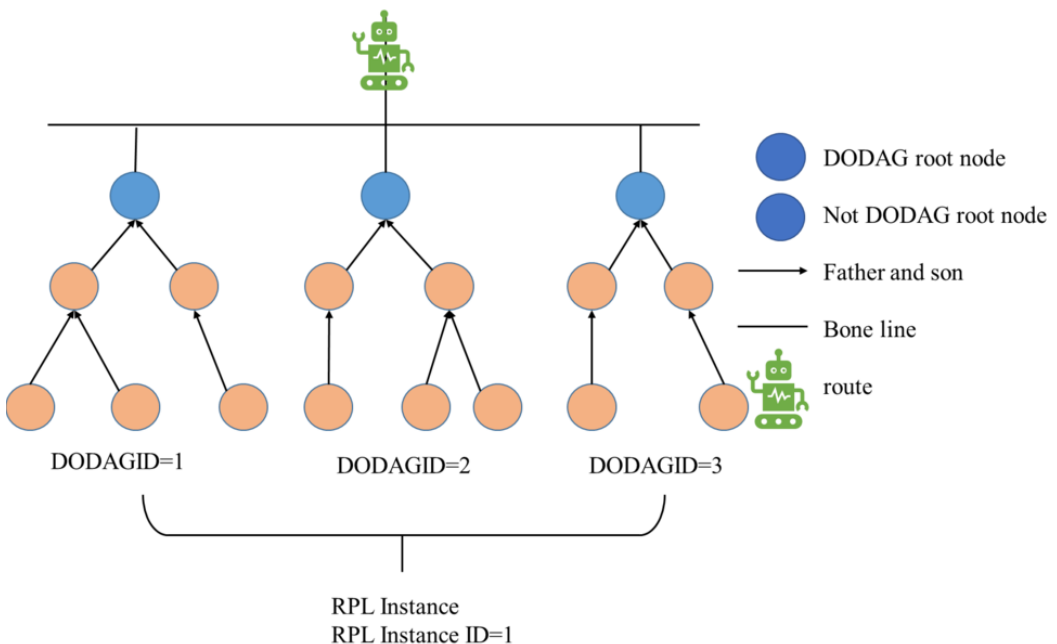 DODAG root node
Not DODAG root node
Father and son
Bone line
route
DODAGID=1
DODAGID=2
DODAGID=3
RPL Instance
RPL Instance ID=1